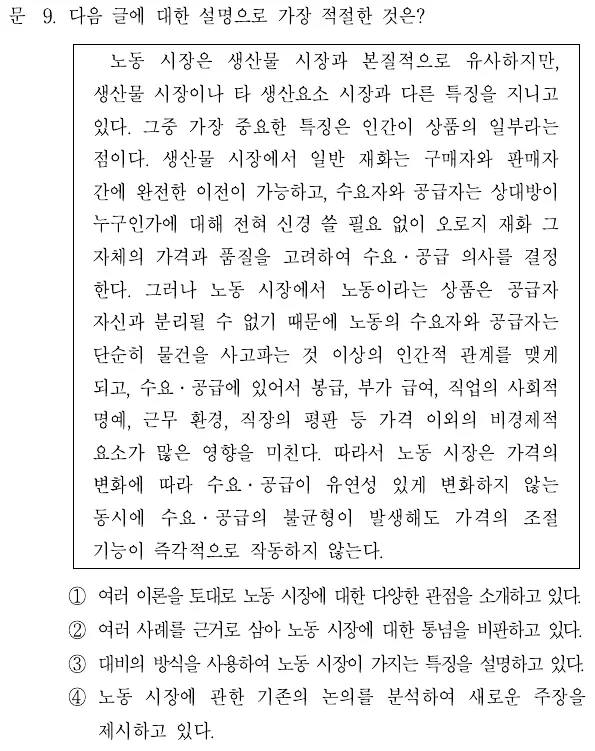 문 9. 다음 글에 대한 설명으로 가장 적절한 것은?
노동 시장은 생산물 시장과 본질적으로 유사하지만,
생산물 시장이나 타 생산요소 시장과 다른 특징을 지니고
있다. 그중 가장 중요한 특징은 인간이 상품의 일부라는
점이다. 생산물 시장에서 일반 재화는 구매자와 판매자
간에 완전한 이전이 가능하고, 수요자와 공급자는 상대방이
누구인가에 대해 전혀 신경 쓸 필요 없이 오로지 재화 그
자체의 가격과 품질을 고려하여 수요·공급 의사를 결정
한다. 그러나 노동 시장에서 노동이라는 상품은 공급자
자신과 분리될 수 없기 때문에 노동의 수요자와 공급자는
단순히 물건을 사고파는 것 이상의 인간적 관계를 맺게
되고, 수요·공급에 있어서 봉급, 부가 급여, 직업의 사회적
명예, 근무 환경, 직장의 평판 등 가격 이외의 비경제적
요소가 많은 영향을 미친다. 따라서 노동 시장은 가격의
변화에 따라 수요·공급이 유연성 있게 변화하지 않는
동시에 수요·공급의 불균형이 발생해도 가격의 조절
기능이 즉각적으로 작동하지 않는다.
① 여러 이론을 토대로 노동 시장에 대한 다양한 관점을 소개하고 있다.
② 여러 사례를 근거로 삼아 노동 시장에 대한 통념을 비판하고 있다.
③ 대비의 방식을 사용하여 노동 시장이 가지는 특징을 설명하고 있다.
④ 노동 시장에 관한 기존의 논의를 분석하여 새로운 주장을
제시하고 있다.